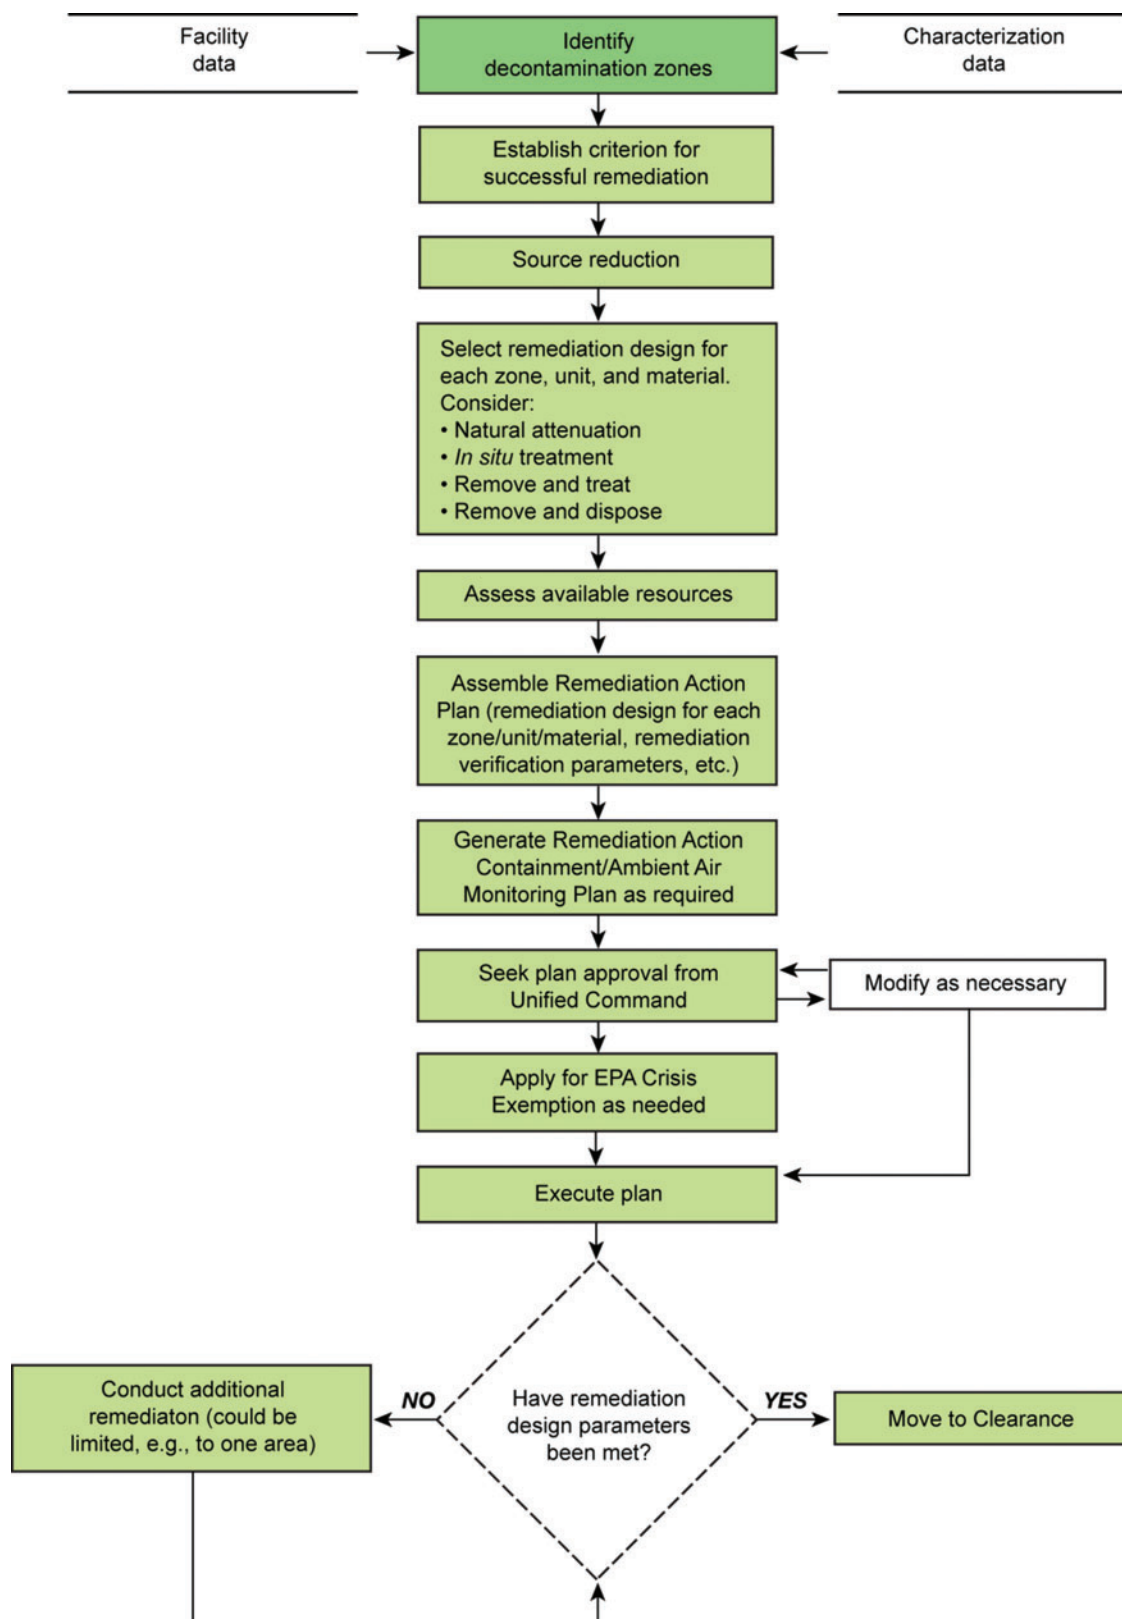 Facility
data
Identify
decontamination zones
Characterization
data
Establish criterion for
successful remediation
Source reduction
Select remediation design for
each zone, unit, and material.
Consider:
• Natural attenuation
• In situ treatment
• Remove and treat
• Remove and dispose
Assess available resources
Assemble Remediation Action
Plan (remediation design for each
zone/unit/material, remediation
verification parameters, etc.)
Generate Remediation Action
Containment/Ambient Air
Monitoring Plan as required
Seek plan approval from
Unified Command
Modify as necessary
Apply for EPA Crisis
Exemption as needed
Execute plan
Conduct additional
remediaton (could be
limited, e.g., to one area)
NO
Have remediation
design parameters
been met?
YES
Move to Clearance